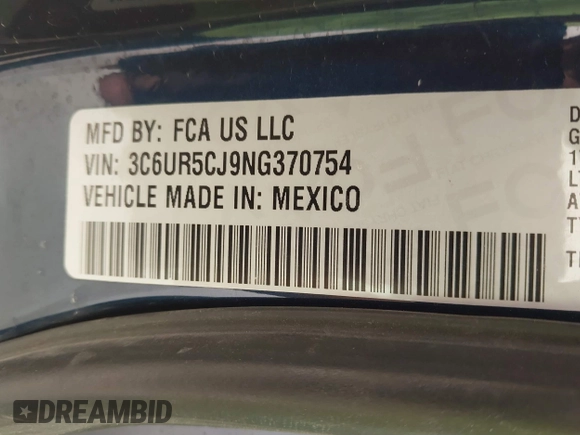 MFD BY: FCA US LLC
VIN: 3C6UR5CJ9NG370754
VEHICLE MADE IN: MEXICO
DREAMBID